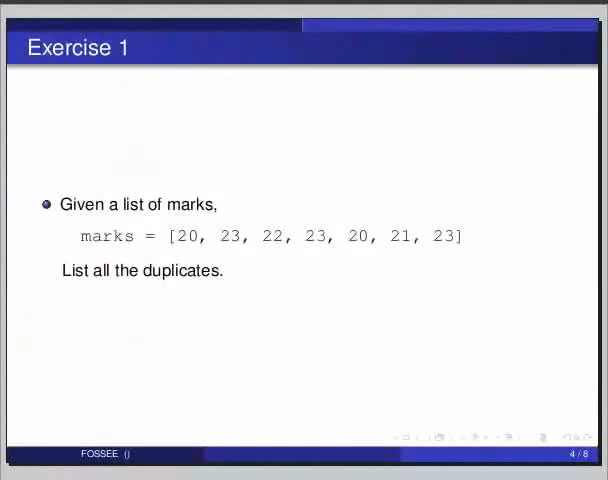 Exercise 1
Given a list of marks,
marks = [20, 23, 22, 23, 20, 21, 23]
List all the duplicates.
FOSSEE () 4 / 8